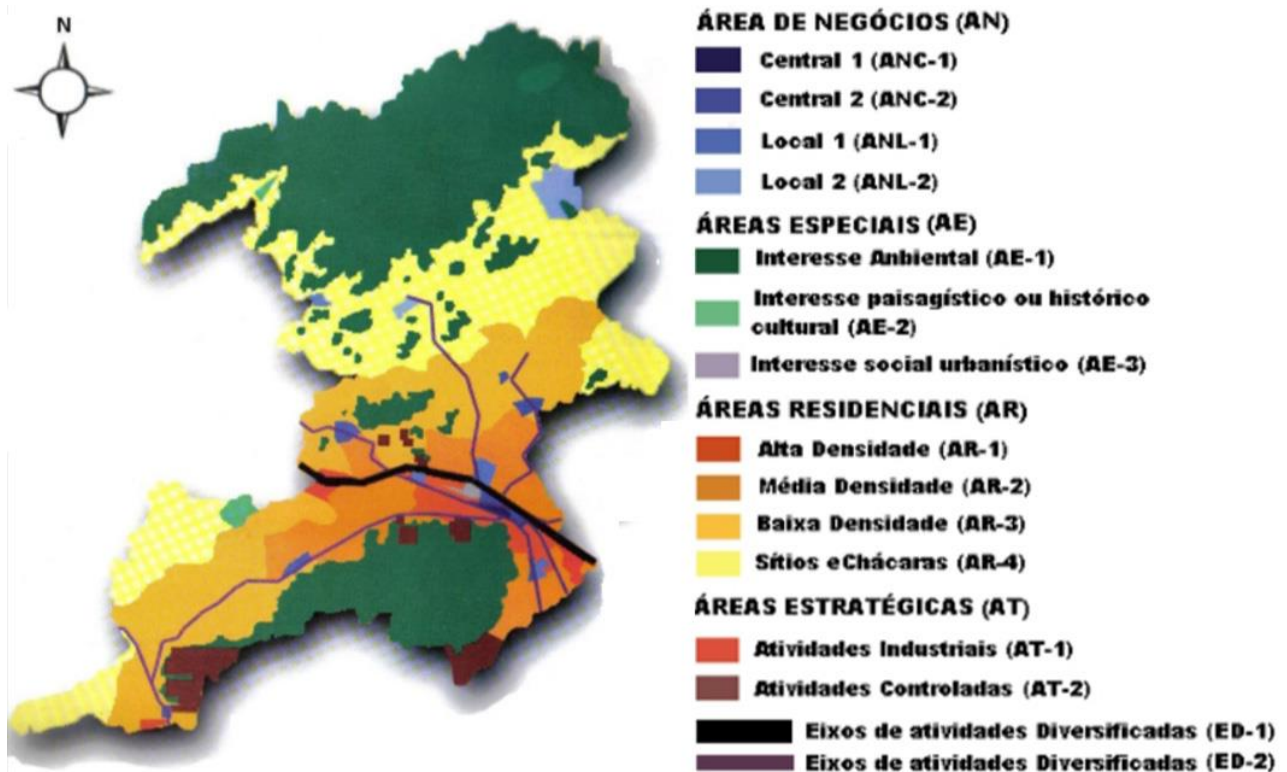 N
ÁREA DE NEGÓCIOS (AN)
Central 1 (ANC-1)
Central 2 (ANC-2)
Local 1 (ANL-1)
Local 2 (ANL-2)
ÁREAS ESPECIAIS (AE)
Interesse Anbiental (AE-1)
Interesse paisagístico ou histórico
cultural (AE-2)
Interesse social urbanístico (AE-3)
ÁREAS RESIDENCIAIS (AR)
Alta Densidade (AR-1)
Média Densidade (AR-2)
Baixa Densidade (AR-3)
Sítios eChácaras (AR-4)
ÁREAS ESTRATÉGICAS (AT)
Atividades Industriais (AT-1)
Atividades Controladas (AT-2)
Eixos de atividades Diversificadas (ED-1)
Eixos de atividades Diversificadas (ED-2)